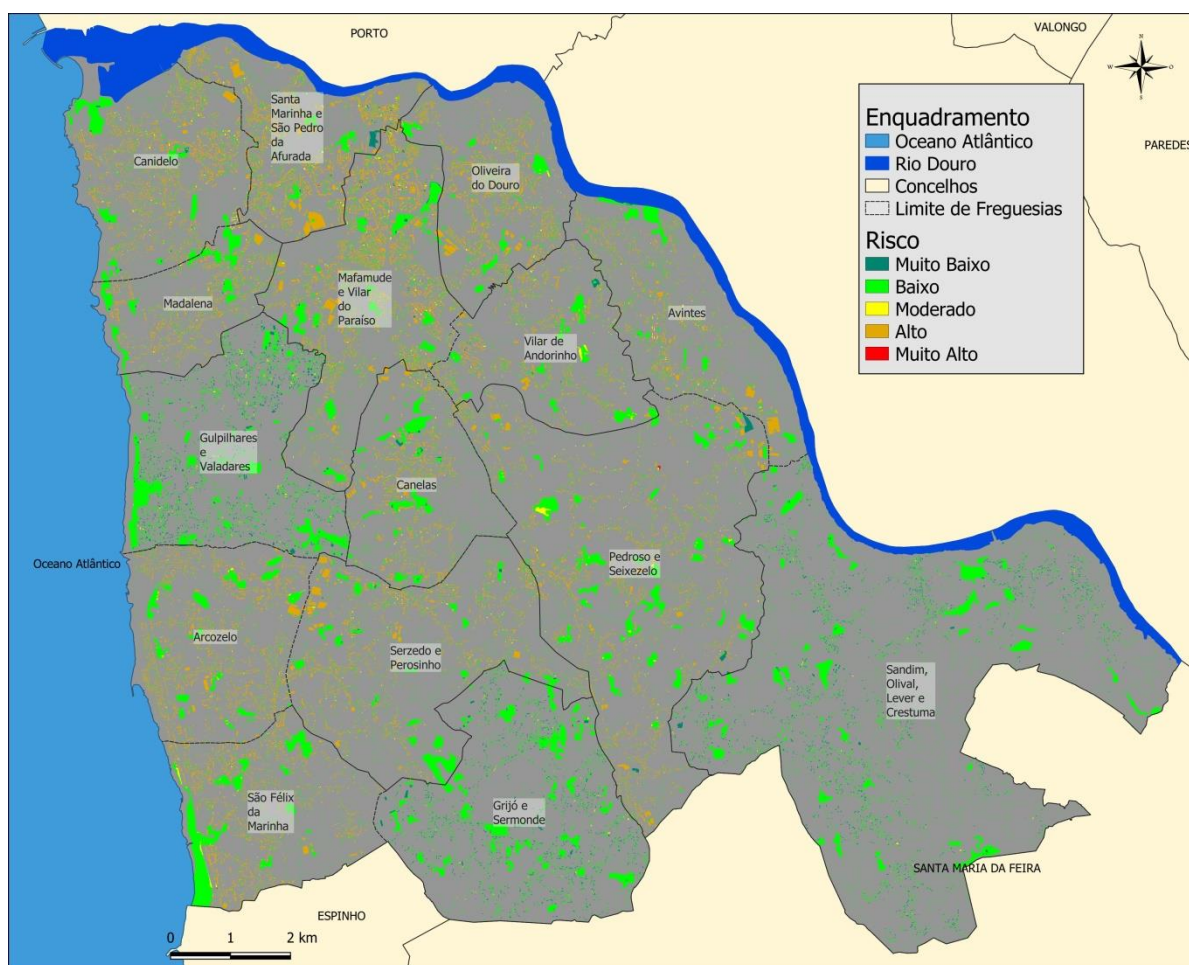 PORTO
VALONGO
N
W
O
S
PAREDES
Enquadramento
Oceano Atlântico
Rio Douro
Concelhos
Limite de Freguesias
Risco
Muito Baixo
Baixo
Moderado
Alto
Muito Alto
Santa
Marinha e
São Pedro
da
Afurada
Canidelo
Oliveira
do Douro
Madalena
Mafamude
e Vilar
do
Paraíso
Avintes
Vilar de
Andorinho
Gulpilhares
e
Valadares
Canelas
Oceano Atlântico
Pedroso e
Seixezelo
Arcozelo
Serzedo e
Perosinho
Sandim,
Olival,
Lever e
Crestuma
São Félix
da
Marinha
Grijó e
Sermonde
SANTA MARIA DA FEIRA
ESPINHO
0 1 2 km